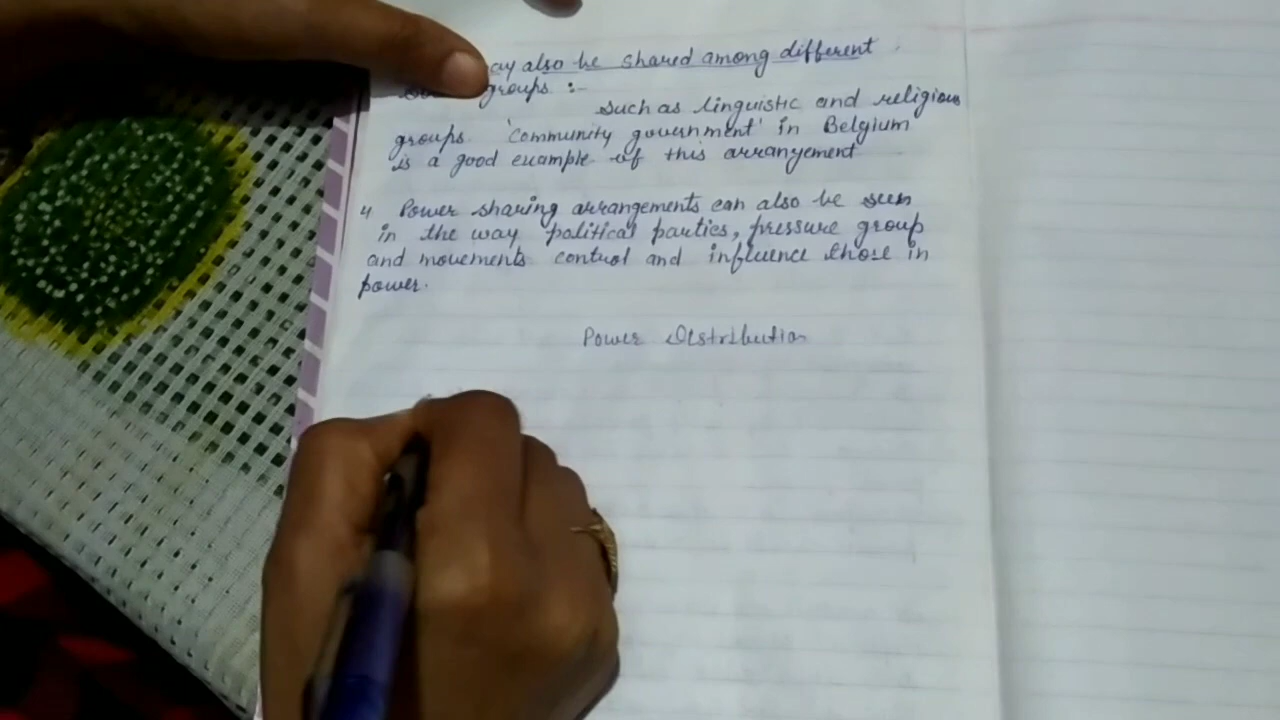 ay also be shared among different
groups :-
such as linguistic and religious
groups. 'community government' in Belgium
is a good example of this arrangement
4 Power sharing arrangements can also be seen
in the way political parties, pressure group
and movements control and influence those in
power.
Power Distribution